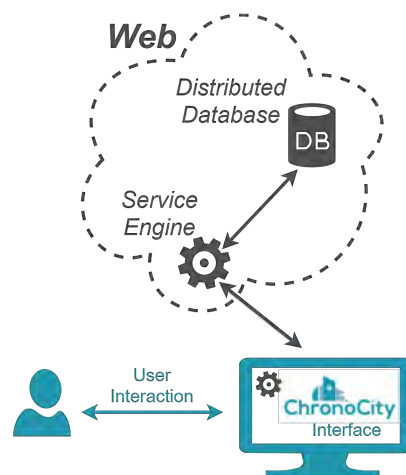 Web
Distributed
Database
DB
Service
Engine
User
Interaction
ChronoCity
Interface